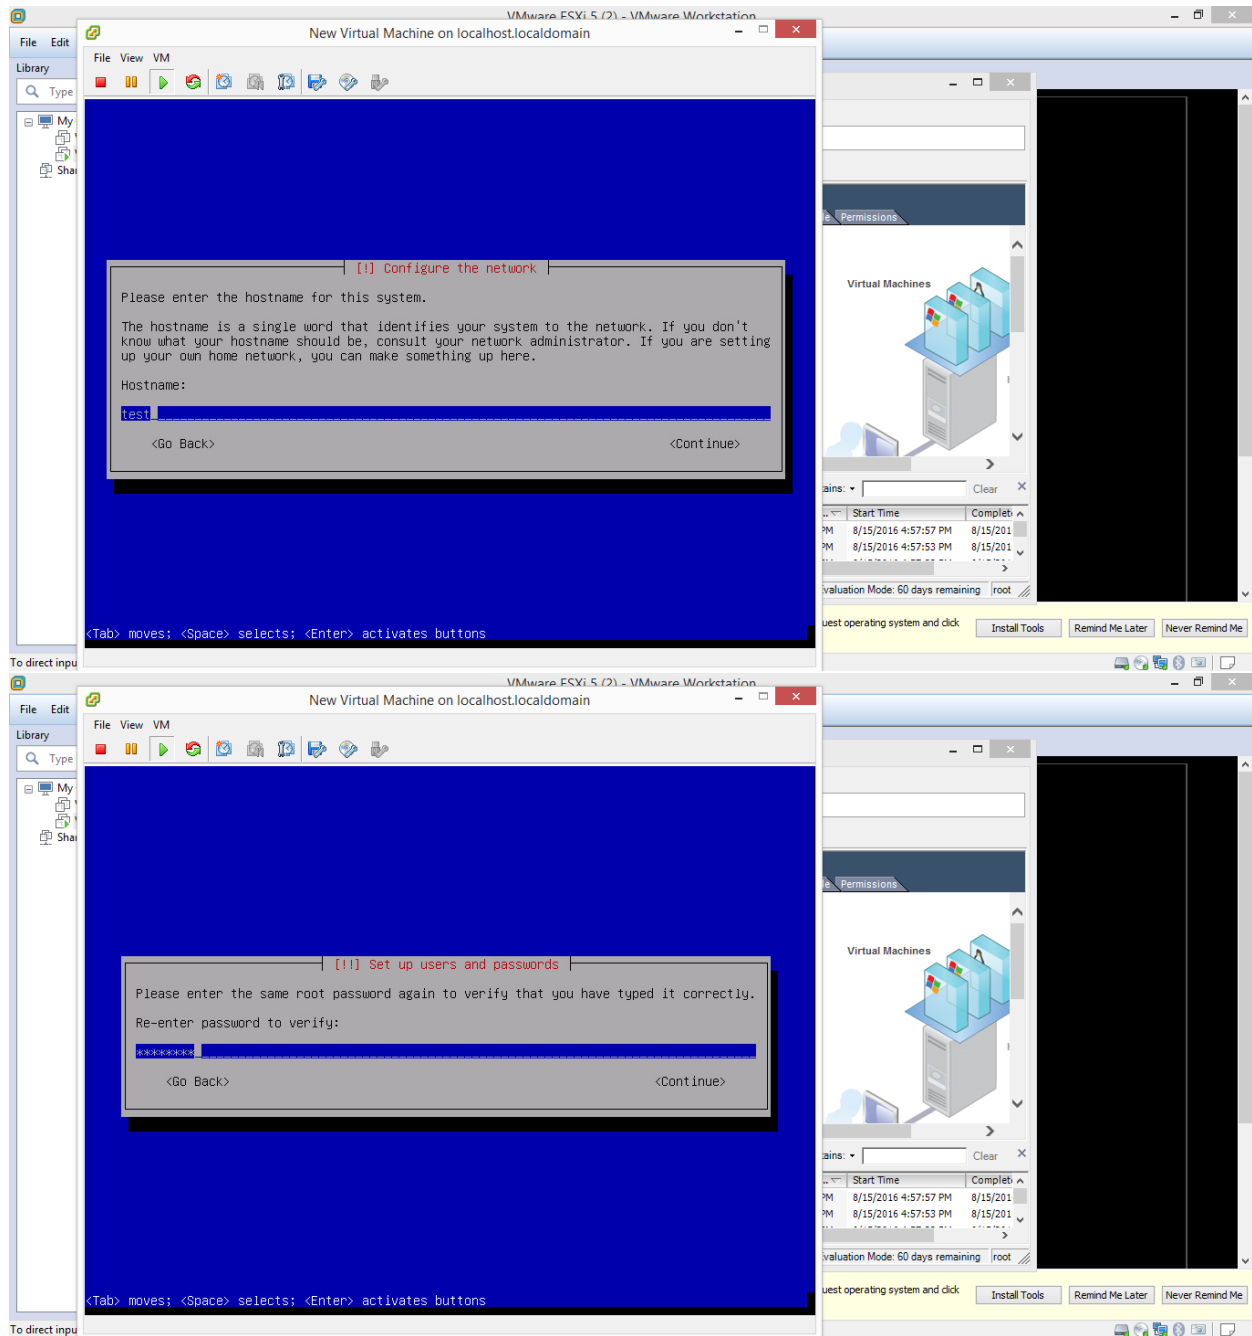 VMware ESXi 5 (2) - VMware Workstation
New Virtual Machine on localhost.localdomain
File Edit
File View VM
Library
Type
My
Sha
Permissions
Virtual Machines
[!] Configure the network
Please enter the hostname for this system.
The hostname is a single word that identifies your system to the network. If you don't
know what your hostname should be, consult your network administrator. If you are setting
up your own home network, you can make something up here.
Hostname:
test
<Go Back> <Continue>
ains: Clear
Start Time Complet
PM 8/15/2016 4:57:57 PM 8/15/201
PM 8/15/2016 4:57:53 PM 8/15/201
valuation Mode: 60 days remaining root
uest operating system and click Install Tools Remind Me Later Never Remind Me
<Tab> moves; <Space> selects; <Enter> activates buttons
To direct inpu
VMware ESXi 5 (2) - VMware Workstation
New Virtual Machine on localhost.localdomain
File Edit
File View VM
Library
Type
My
Sha
Permissions
Virtual Machines
[!!] Set up users and passwords
Please enter the same root password again to verify that you have typed it correctly.
Re-enter password to verify:
********
<Go Back> <Continue>
ains: Clear
Start Time Complet
PM 8/15/2016 4:57:57 PM 8/15/201
PM 8/15/2016 4:57:53 PM 8/15/201
valuation Mode: 60 days remaining root
uest operating system and click Install Tools Remind Me Later Never Remind Me
<Tab> moves; <Space> selects; <Enter> activates buttons
To direct inpu